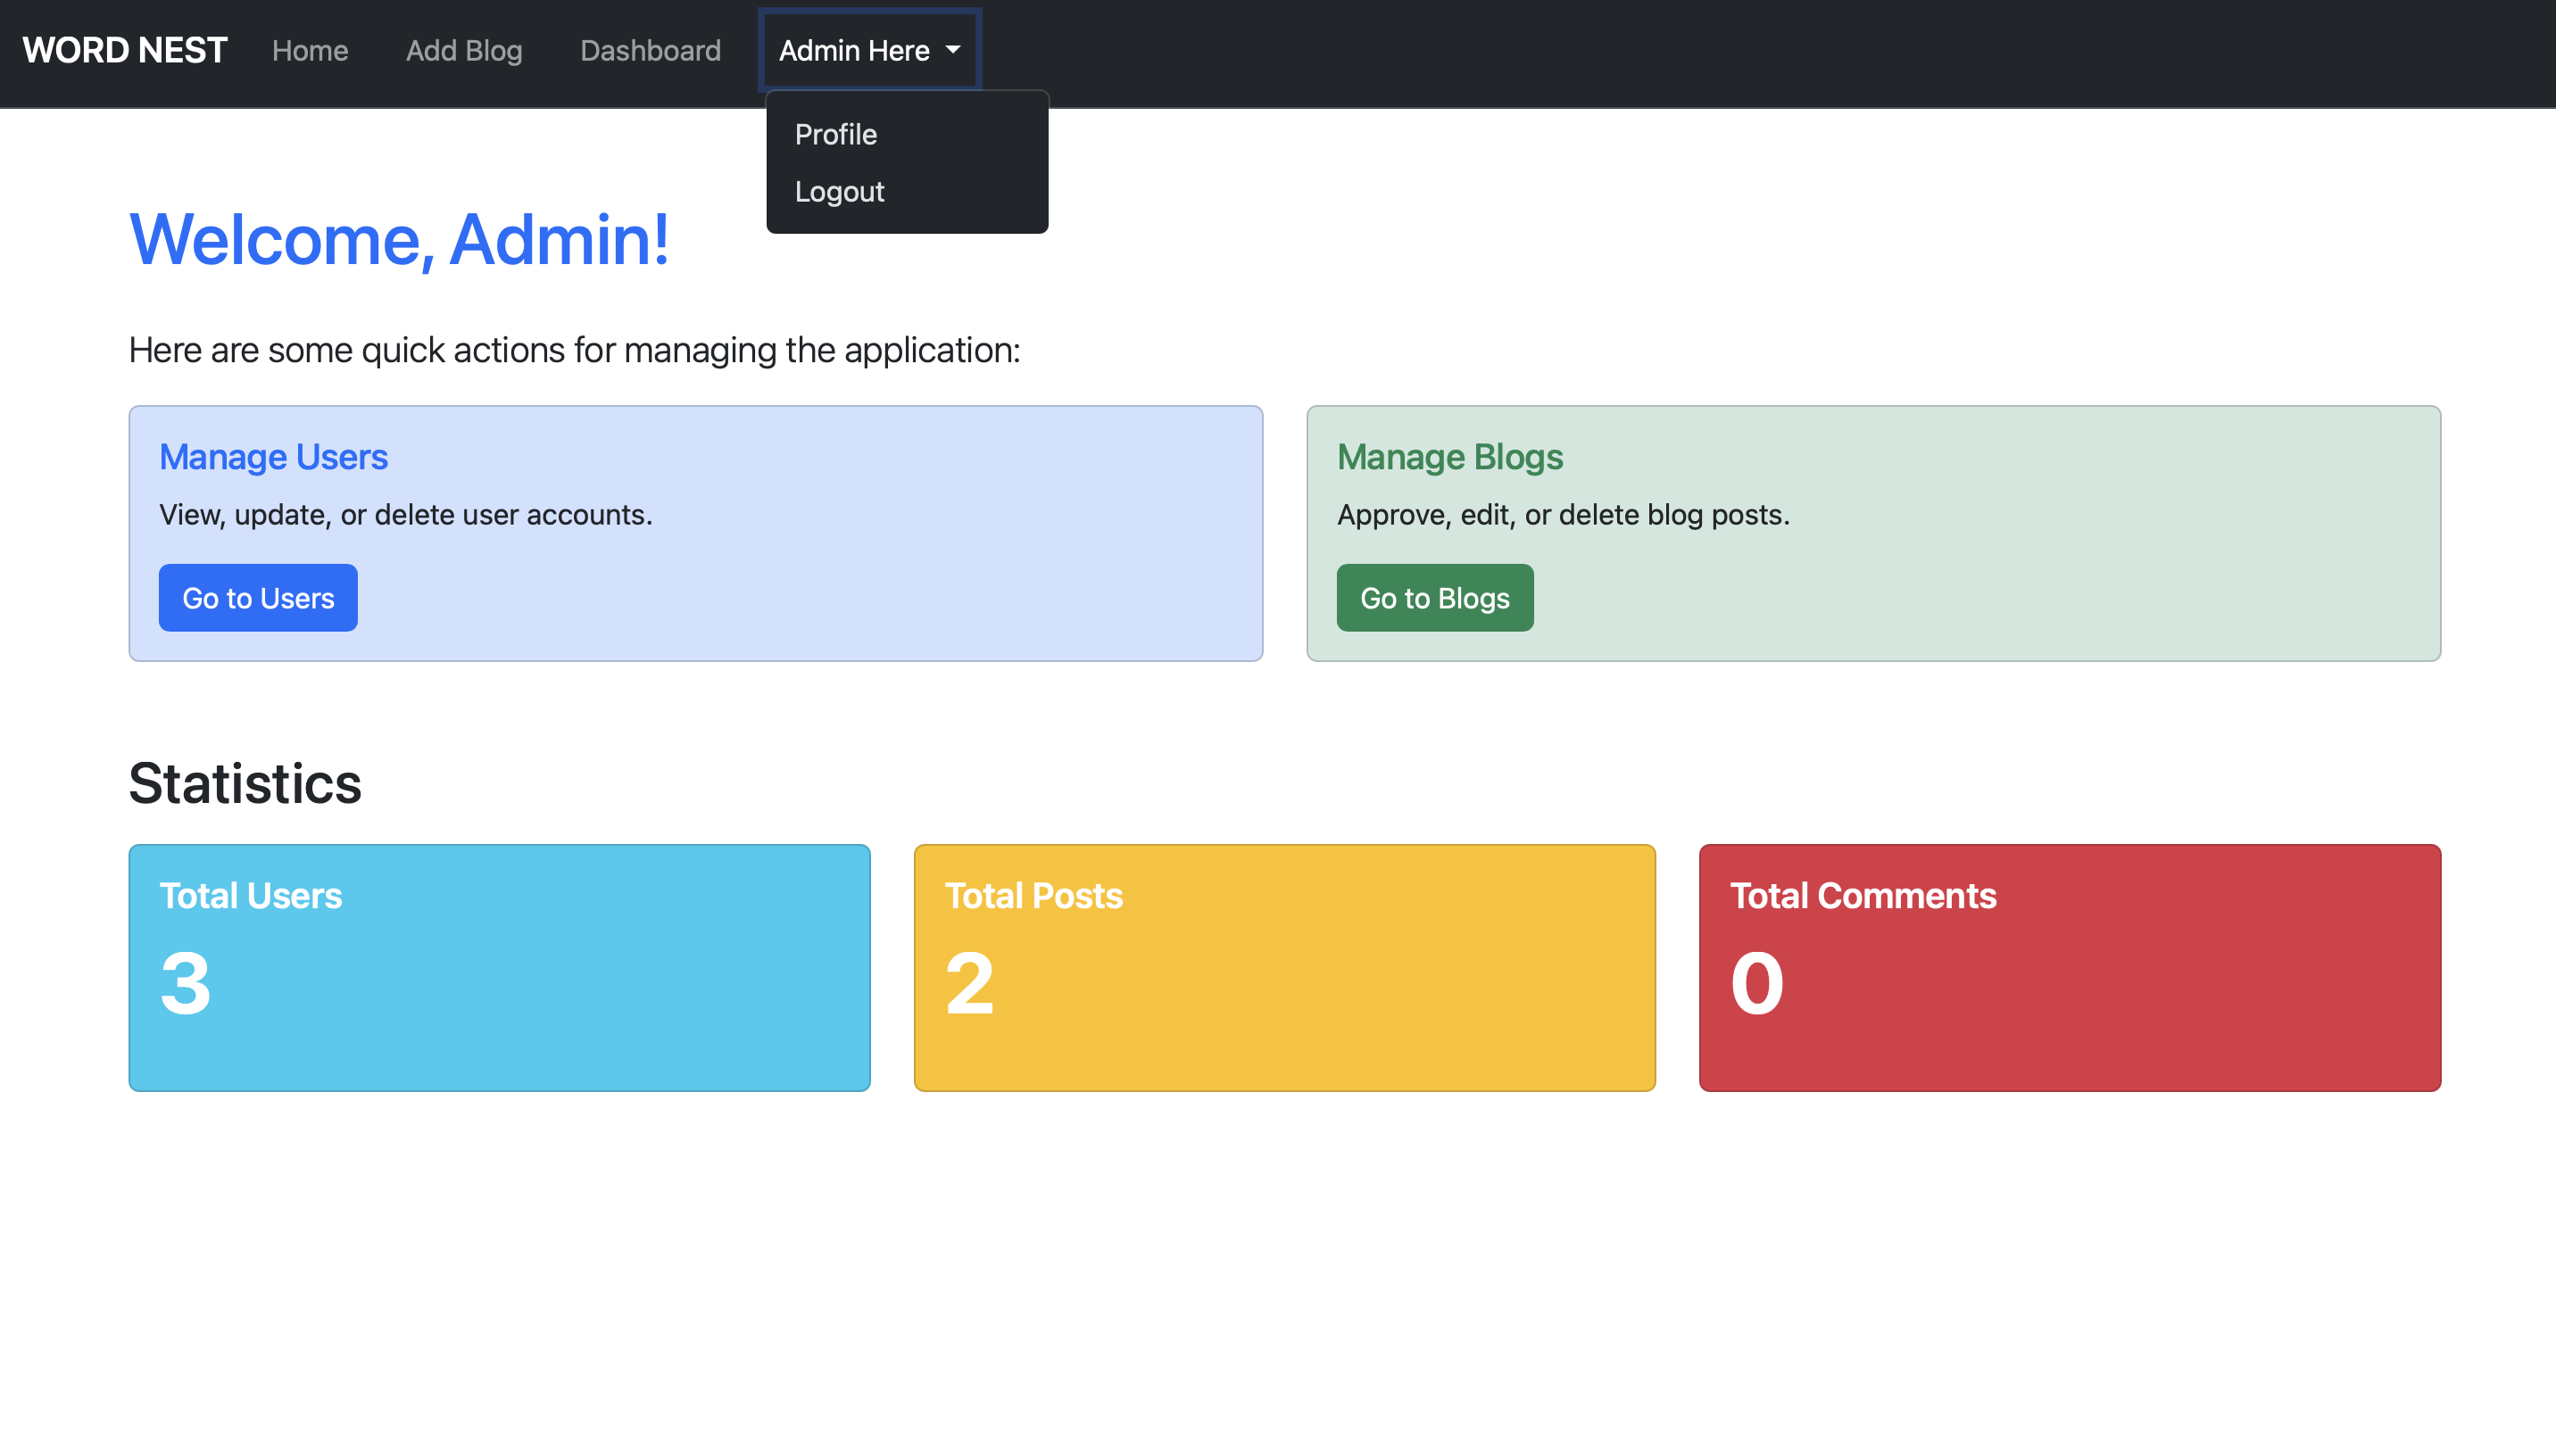 WORD NEST Home Add Blog Dashboard Admin Here
Profile
Logout
Welcome, Admin!
Here are some quick actions for managing the application:
Manage Users
View, update, or delete user accounts.
Go to Users
Manage Blogs
Approve, edit, or delete blog posts.
Go to Blogs
Statistics
Total Users
3
Total Posts
2
Total Comments
0